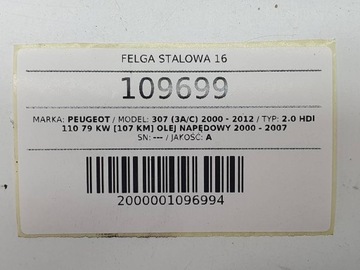 FELGA STALOWA 16
109699
MARKA: PEUGEOT / MODEL: 307 (3A/C) 2000 - 2012 / TYP: 2.0 HDI
110 79 KW [107 KM] OLEJ NAPĘDOWY 2000 - 2007
SN: --- / JAKOŚĆ: A
2000001096994